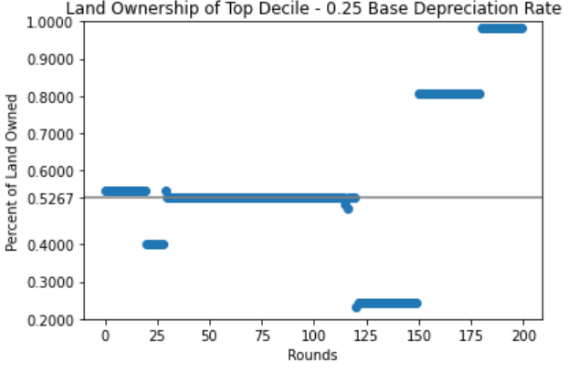 Land Ownership of Top Decile - 0.25 Base Depreciation Rate
1.0000
0.9000
0.8000
0.7000
0.6000
0.5267
0.4000
0.3000
0.2000
Percent of Land Owned
0 25 50 75 100 125 150 175 200
Rounds